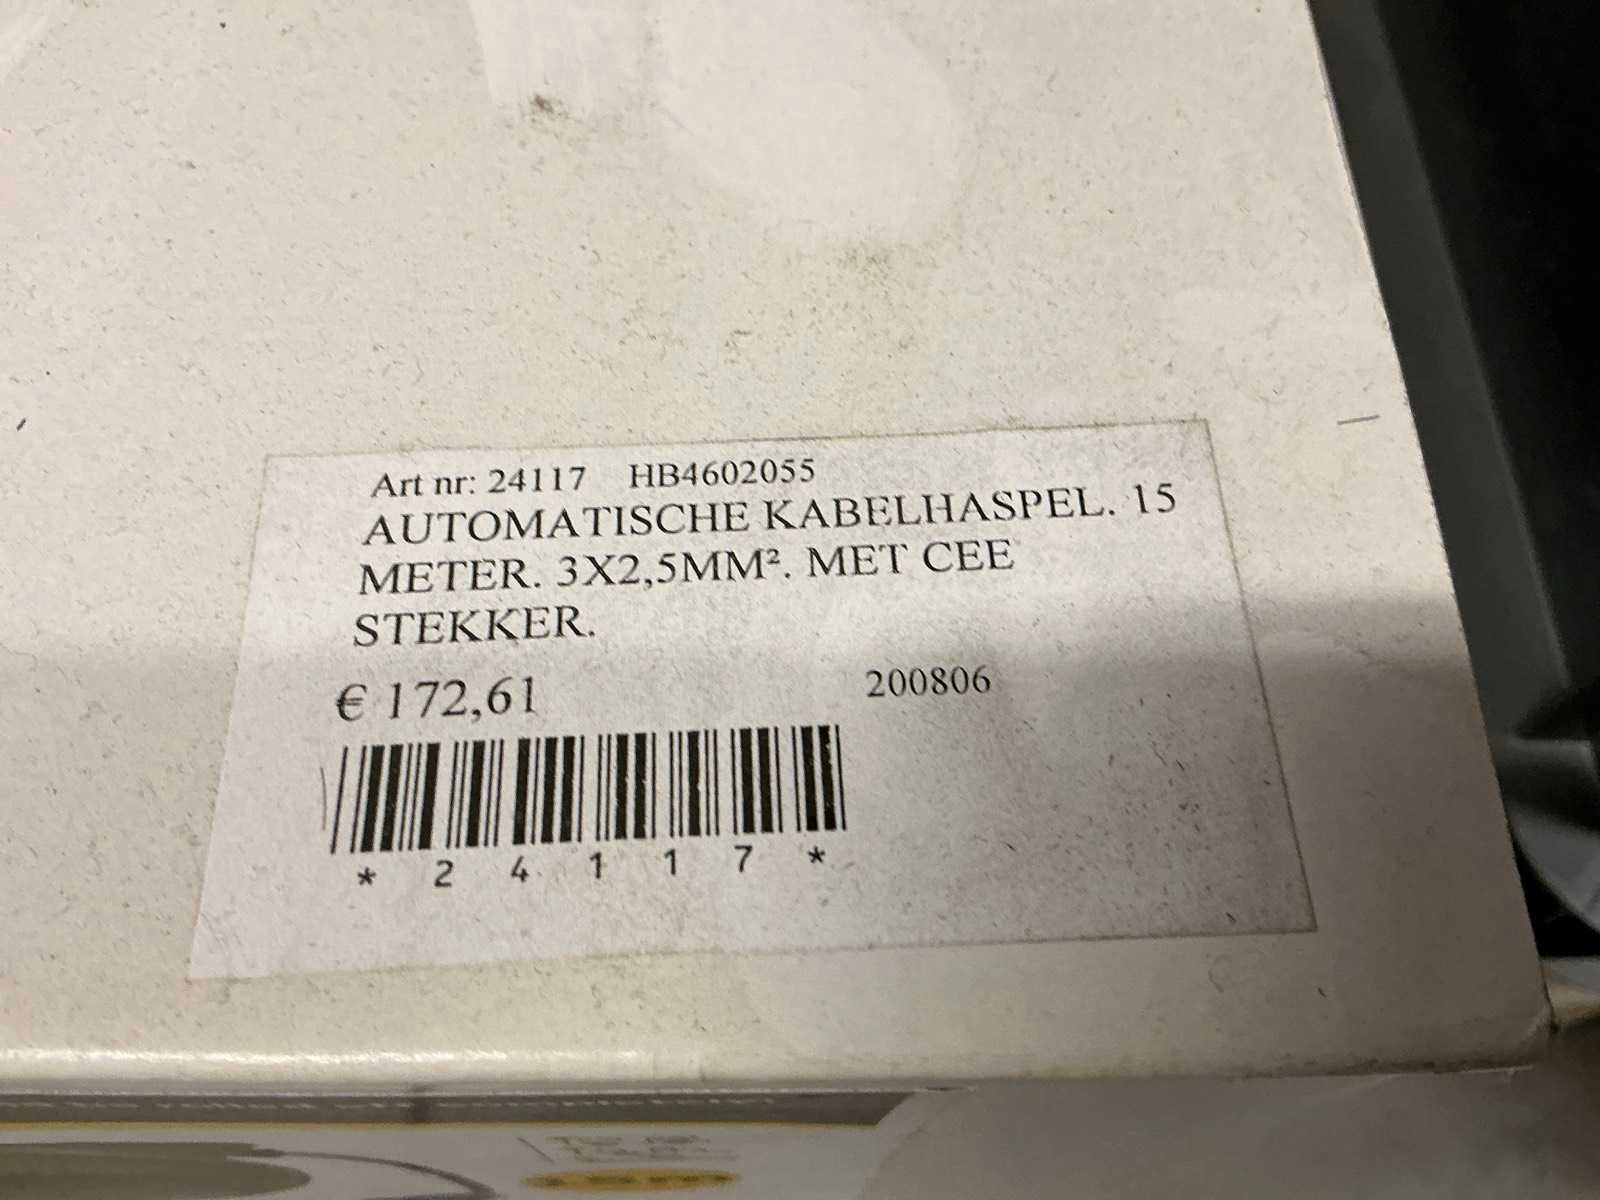 Art nr: 24117 HB4602055
AUTOMATISCHE KABELHASPEL. 15
METER. 3X2,5MM². MET CEE
STEKKER.
€ 172,61 200806
* 2 4 1 1 7 *